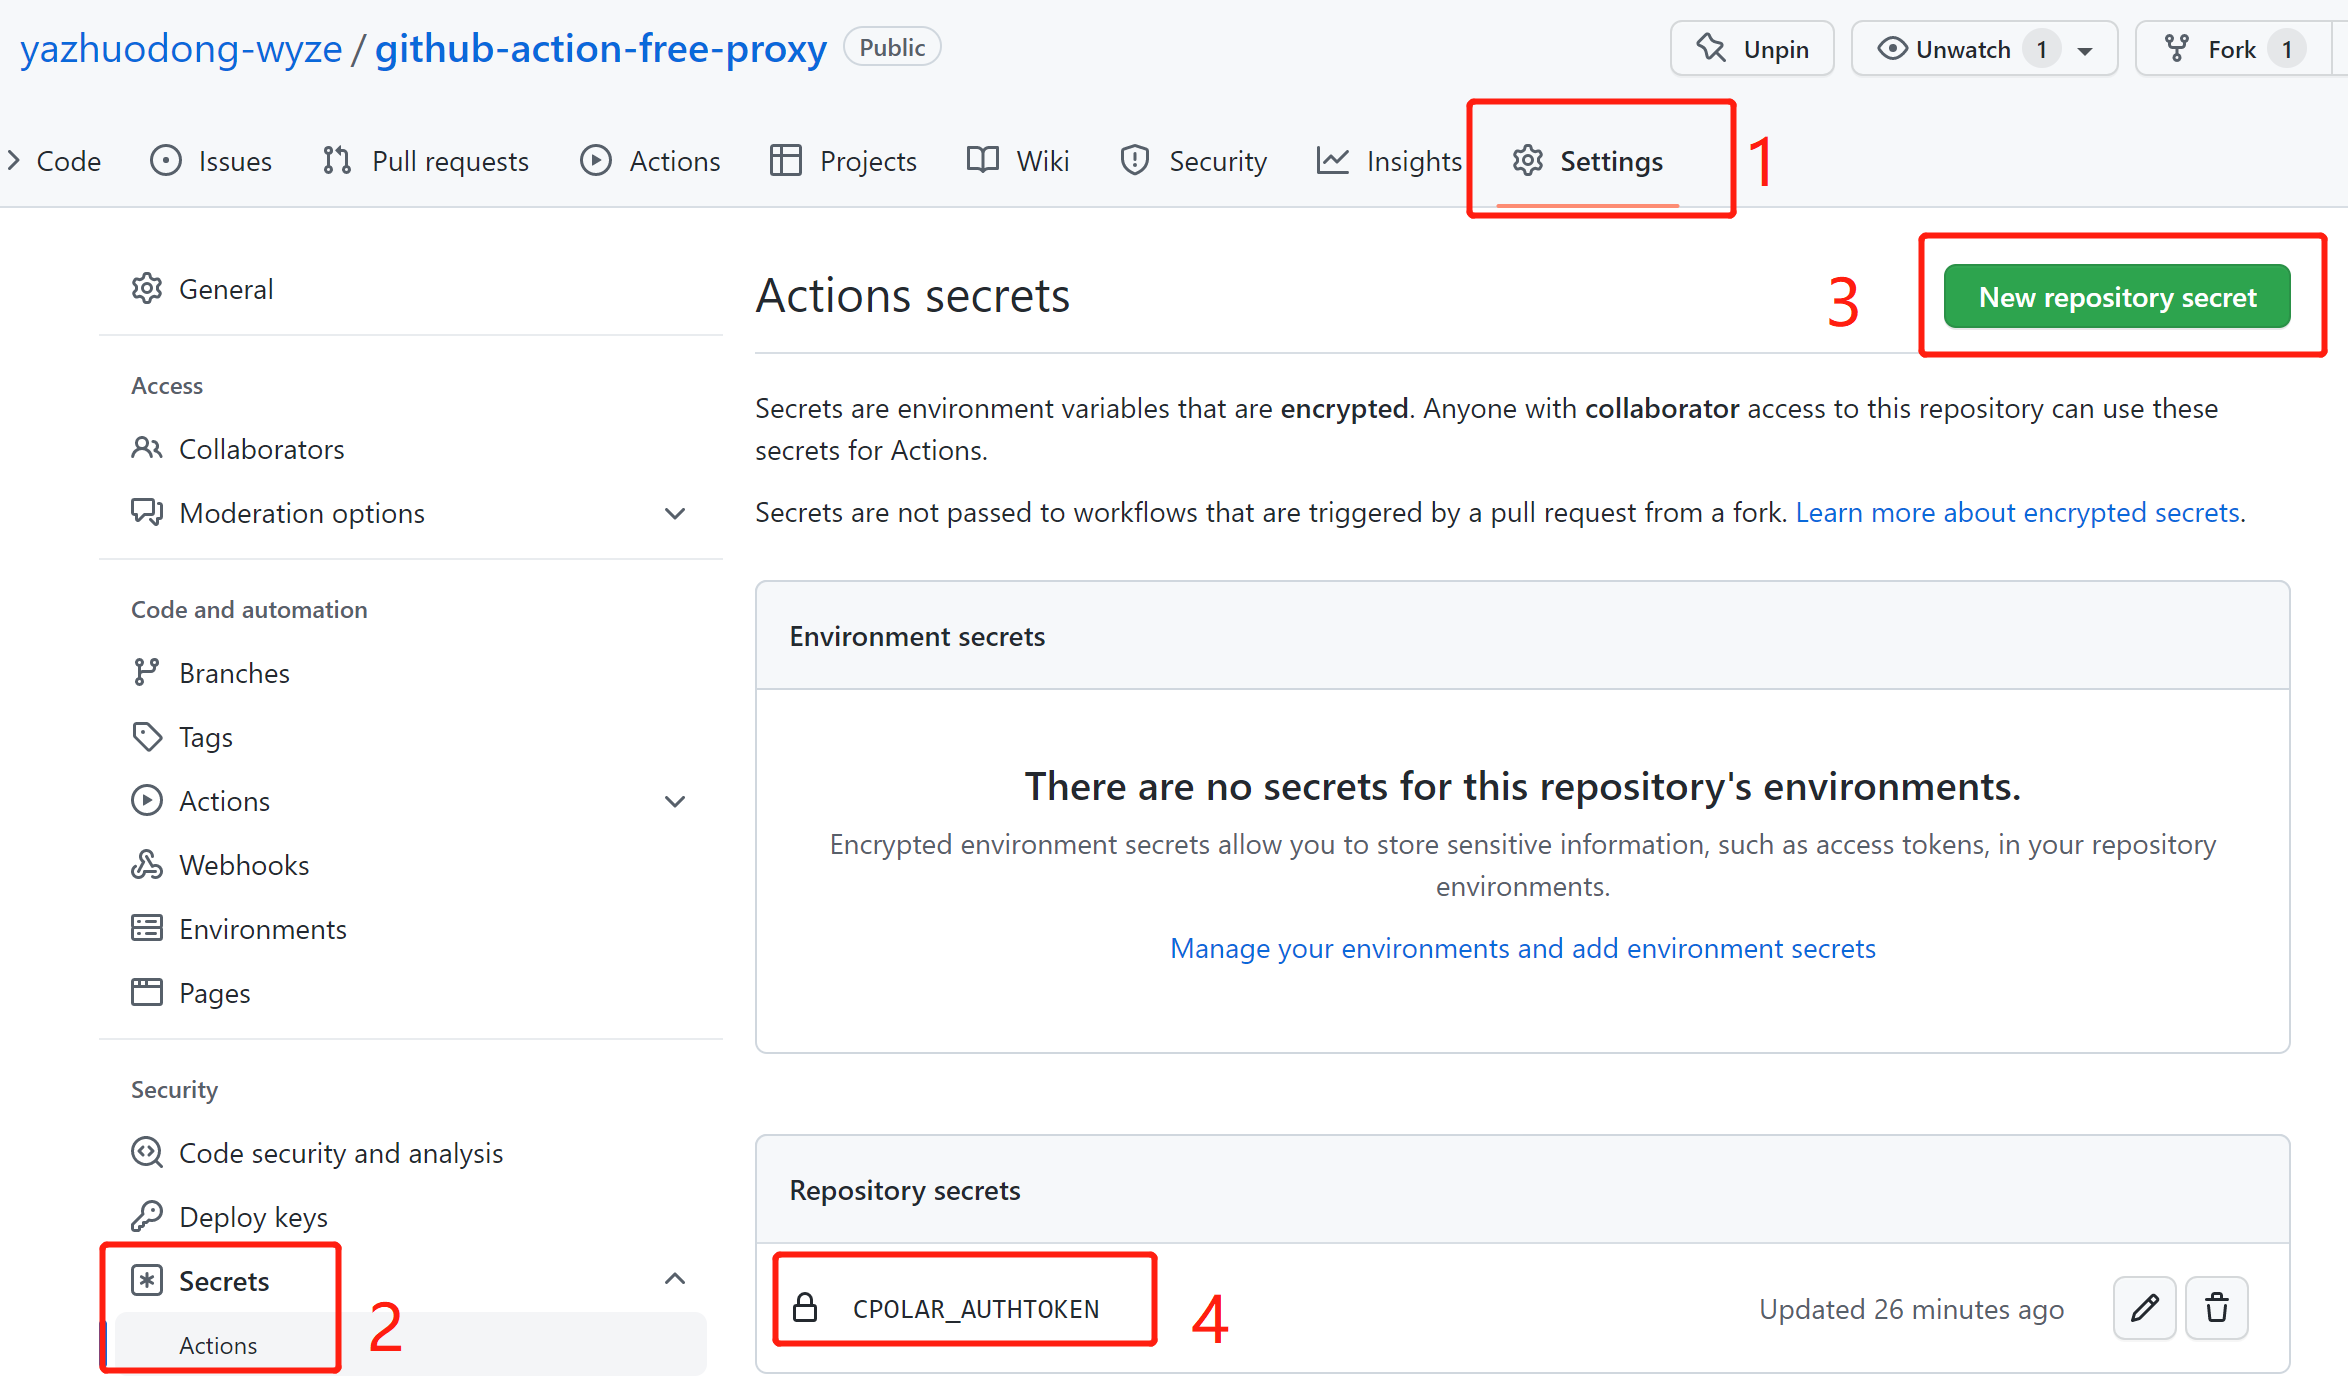 yazhuodong-wyze / github-action-free-proxy Public Unpin Unwatch 1 Fork 1
Code Issues Pull requests Actions Projects Wiki Security Insights Settings 1
General
Access
Collaborators
Moderation options
Code and automation
Branches
Tags
Actions
Webhooks
Environments
Pages
Security
Code security and analysis
Deploy keys
Secrets
Actions
2
Actions secrets
3
New repository secret
Secrets are environment variables that are encrypted. Anyone with collaborator access to this repository can use these
secrets for Actions.
Secrets are not passed to workflows that are triggered by a pull request from a fork. Learn more about encrypted secrets.
Environment secrets
There are no secrets for this repository's environments.
Encrypted environment secrets allow you to store sensitive information, such as access tokens, in your repository
environments.
Manage your environments and add environment secrets
Repository secrets
CPOLAR_AUTHTOKEN 4 Updated 26 minutes ago